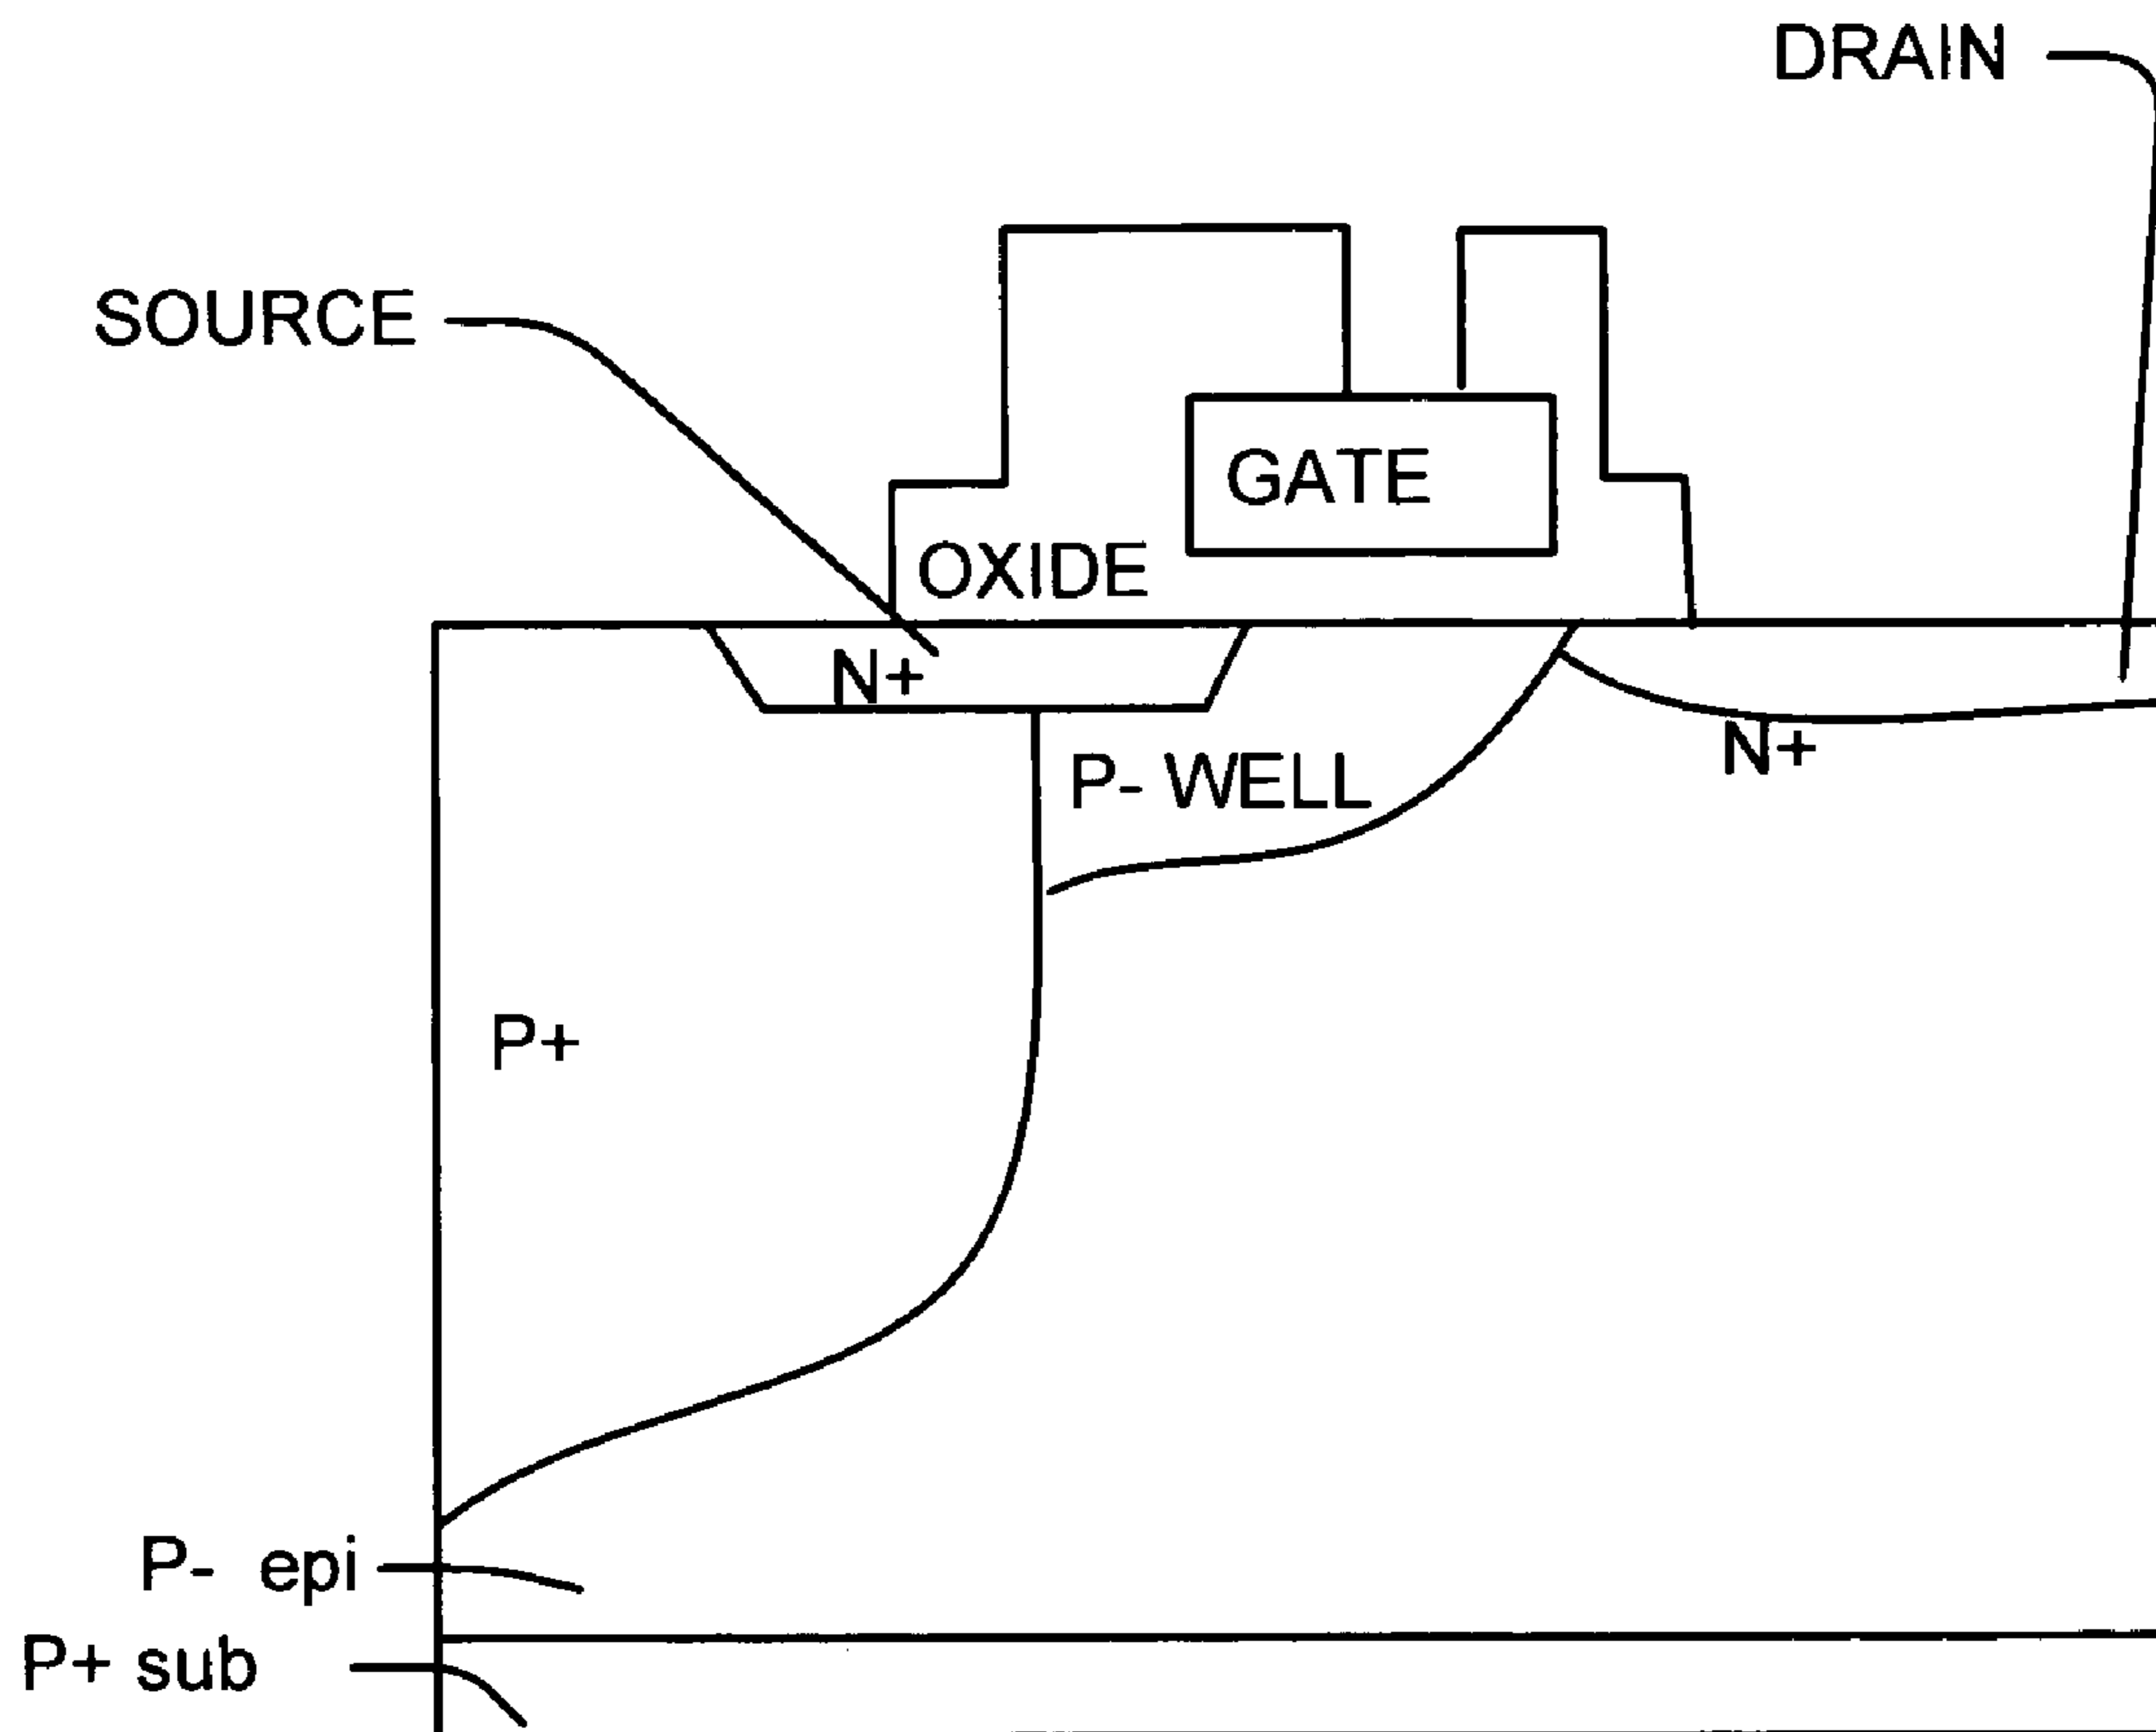 DRAIN
SOURCE
GATE
OXIDE
N+
P- WELL
N+
P+
P- epi
P+ sub